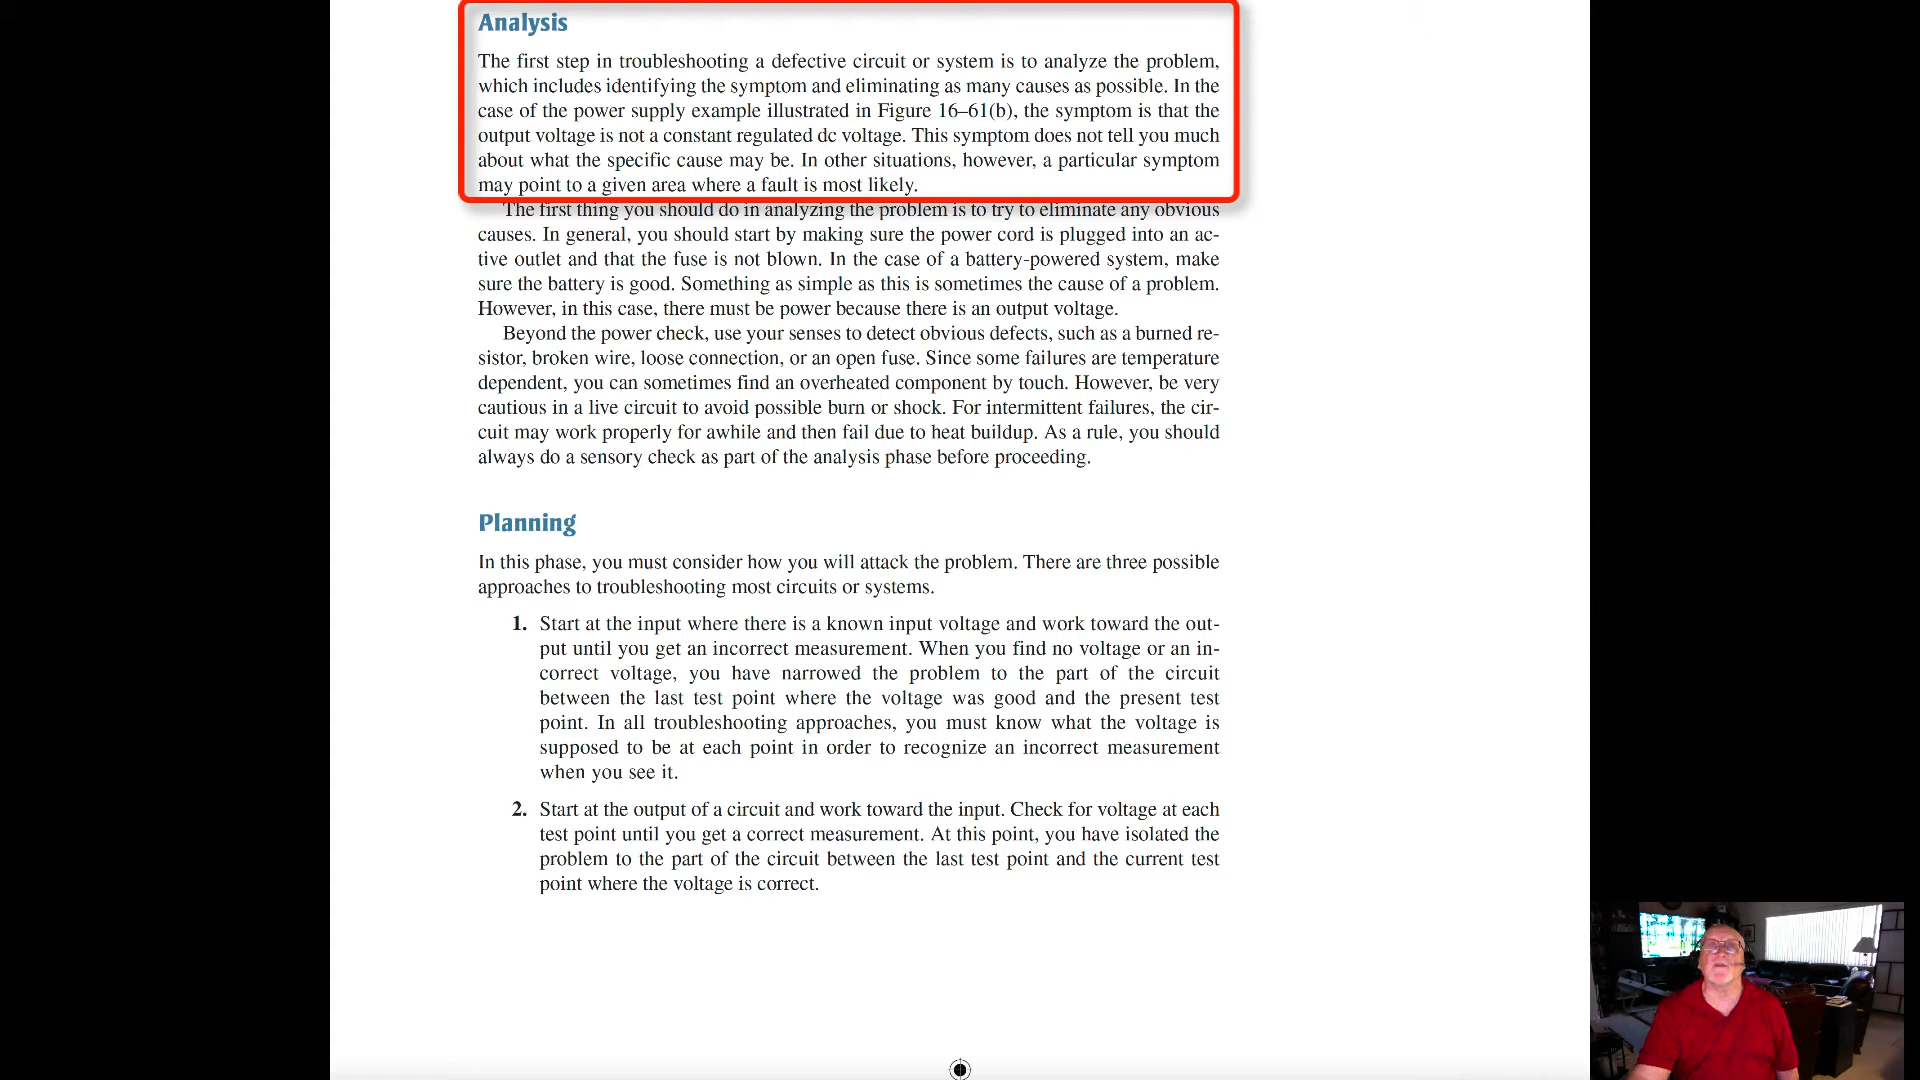 Analysis
The first step in troubleshooting a defective circuit or system is to analyze the problem,
which includes identifying the symptom and eliminating as many causes as possible. In the
case of the power supply example illustrated in Figure 16–61(b), the symptom is that the
output voltage is not a constant regulated dc voltage. This symptom does not tell you much
about what the specific cause may be. In other situations, however, a particular symptom
may point to a given area where a fault is most likely.
The first thing you should do in analyzing the problem is to try to eliminate any obvious
causes. In general, you should start by making sure the power cord is plugged into an ac-
tive outlet and that the fuse is not blown. In the case of a battery-powered system, make
sure the battery is good. Something as simple as this is sometimes the cause of a problem.
However, in this case, there must be power because there is an output voltage.
Beyond the power check, use your senses to detect obvious defects, such as a burned re-
sistor, broken wire, loose connection, or an open fuse. Since some failures are temperature
dependent, you can sometimes find an overheated component by touch. However, be very
cautious in a live circuit to avoid possible burn or shock. For intermittent failures, the cir-
cuit may work properly for awhile and then fail due to heat buildup. As a rule, you should
always do a sensory check as part of the analysis phase before proceeding.
Planning
In this phase, you must consider how you will attack the problem. There are three possible
approaches to troubleshooting most circuits or systems.
1. Start at the input where there is a known input voltage and work toward the out-
put until you get an incorrect measurement. When you find no voltage or an in-
correct voltage, you have narrowed the problem to the part of the circuit
between the last test point where the voltage was good and the present test
point. In all troubleshooting approaches, you must know what the voltage is
supposed to be at each point in order to recognize an incorrect measurement
when you see it.
2. Start at the output of a circuit and work toward the input. Check for voltage at each
test point until you get a correct measurement. At this point, you have isolated the
problem to the part of the circuit between the last test point and the current test
point where the voltage is correct.